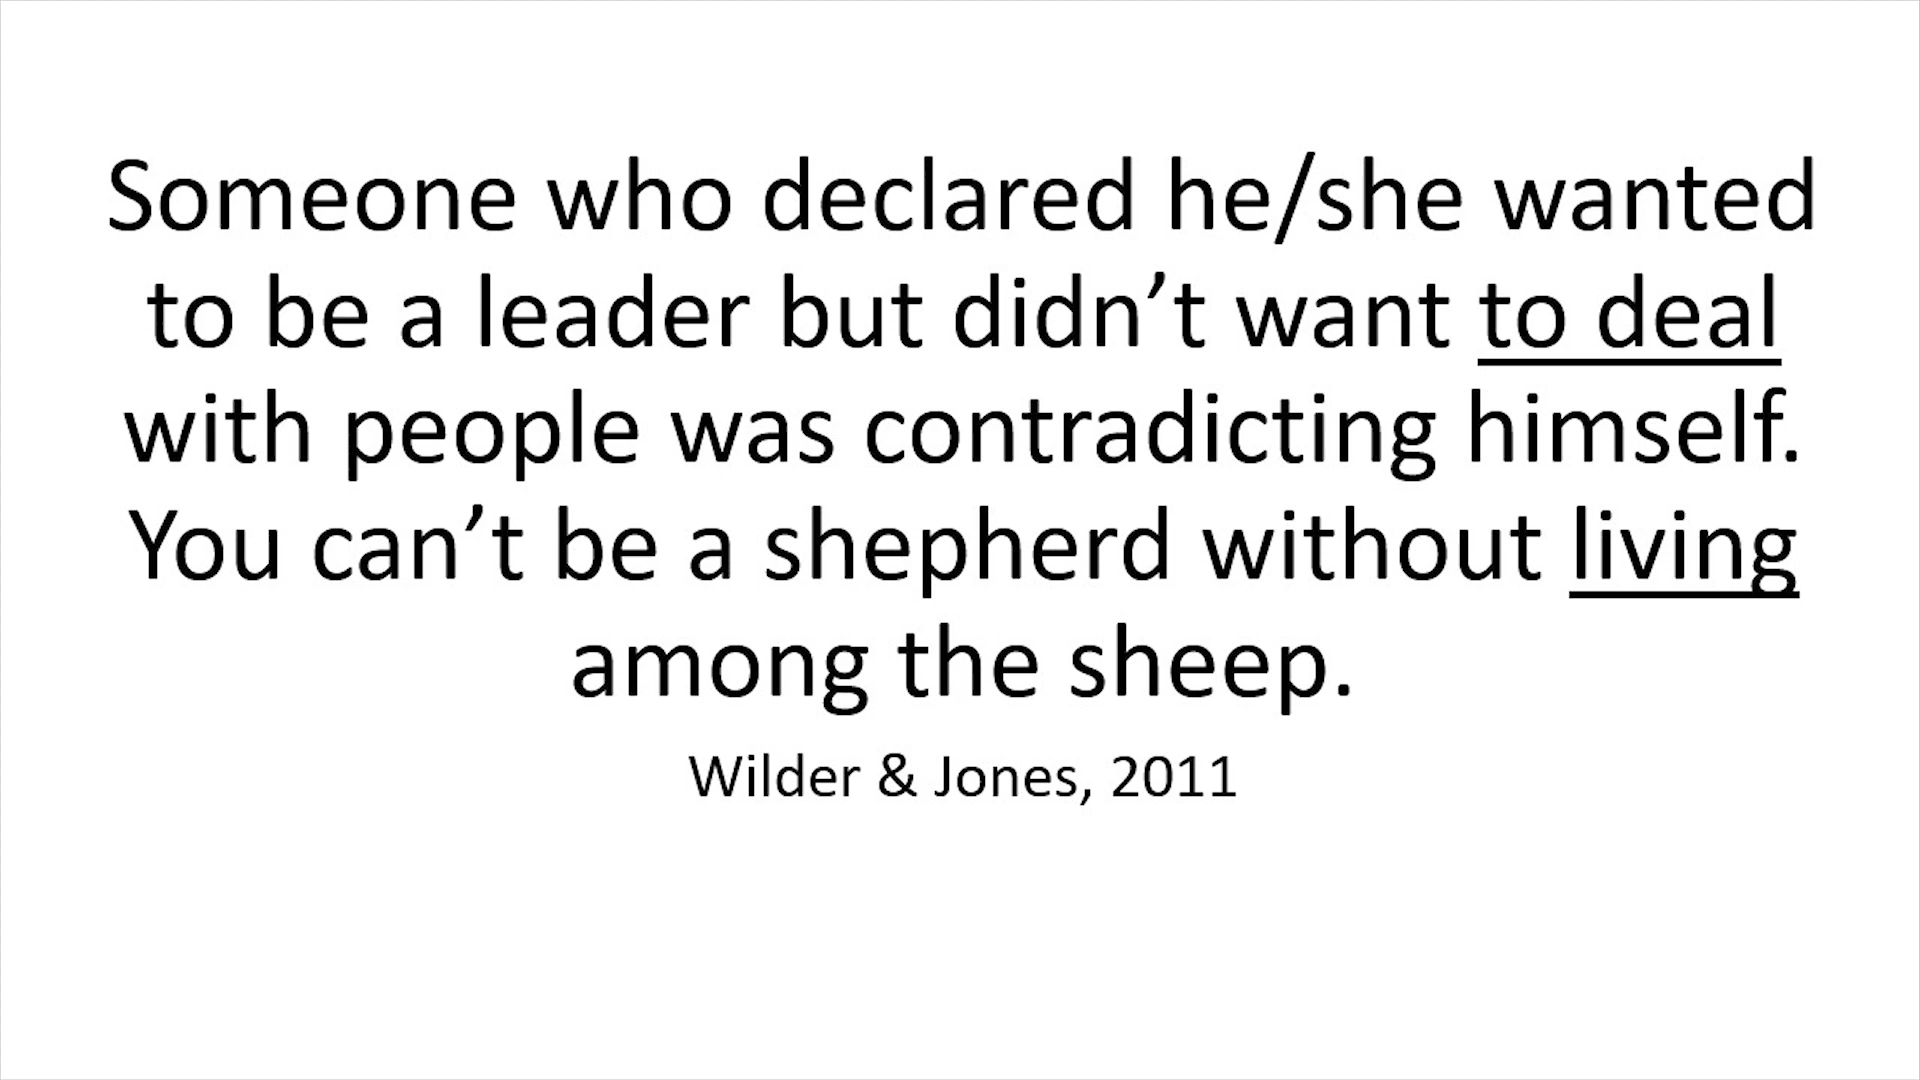 Someone who declared he/she wanted
to be a leader but didn’t want to deal
with people was contradicting himself.
You can’t be a shepherd without living
among the sheep.
Wilder & Jones, 2011